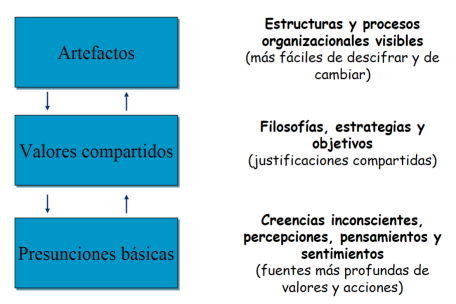 Artefactos
Estructuras y procesos
organizacionales visibles
(más fáciles de descifrar y de
cambiar)
Valores compartidos
Filosofías, estrategias y
objetivos
(justificaciones compartidas)
Presunciones básicas
Creencias inconscientes,
percepciones, pensamientos y
sentimientos
(fuentes más profundas de
valores y acciones)